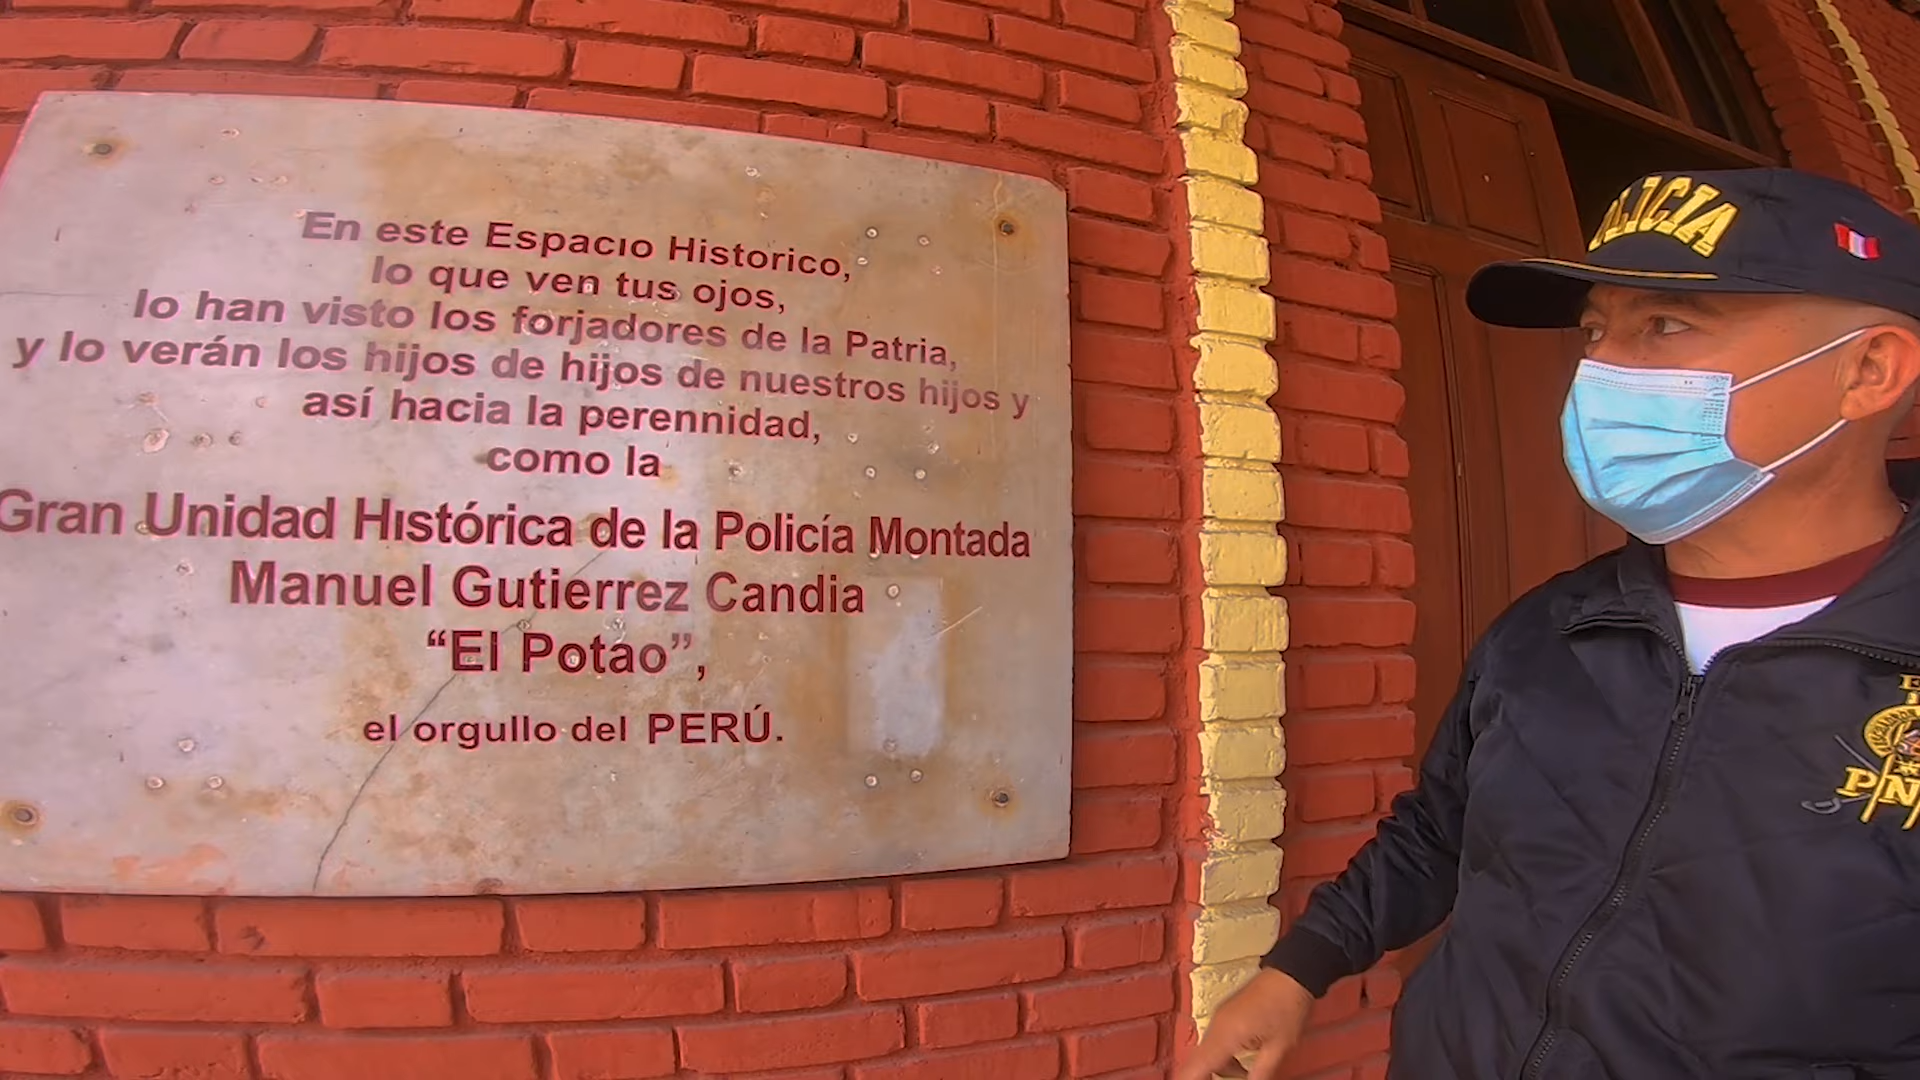 En este Espacio Historico,
lo que ven tus ojos,
lo han visto los forjadores de la Patria,
y lo verán los hijos de hijos de nuestros hijos y
así hacia la perennidad,
como la
Gran Unidad Histórica de la Policía Montada
Manuel Gutierrez Candia
“El Potao”,
el orgullo del PERÚ.
POLICIA
PN